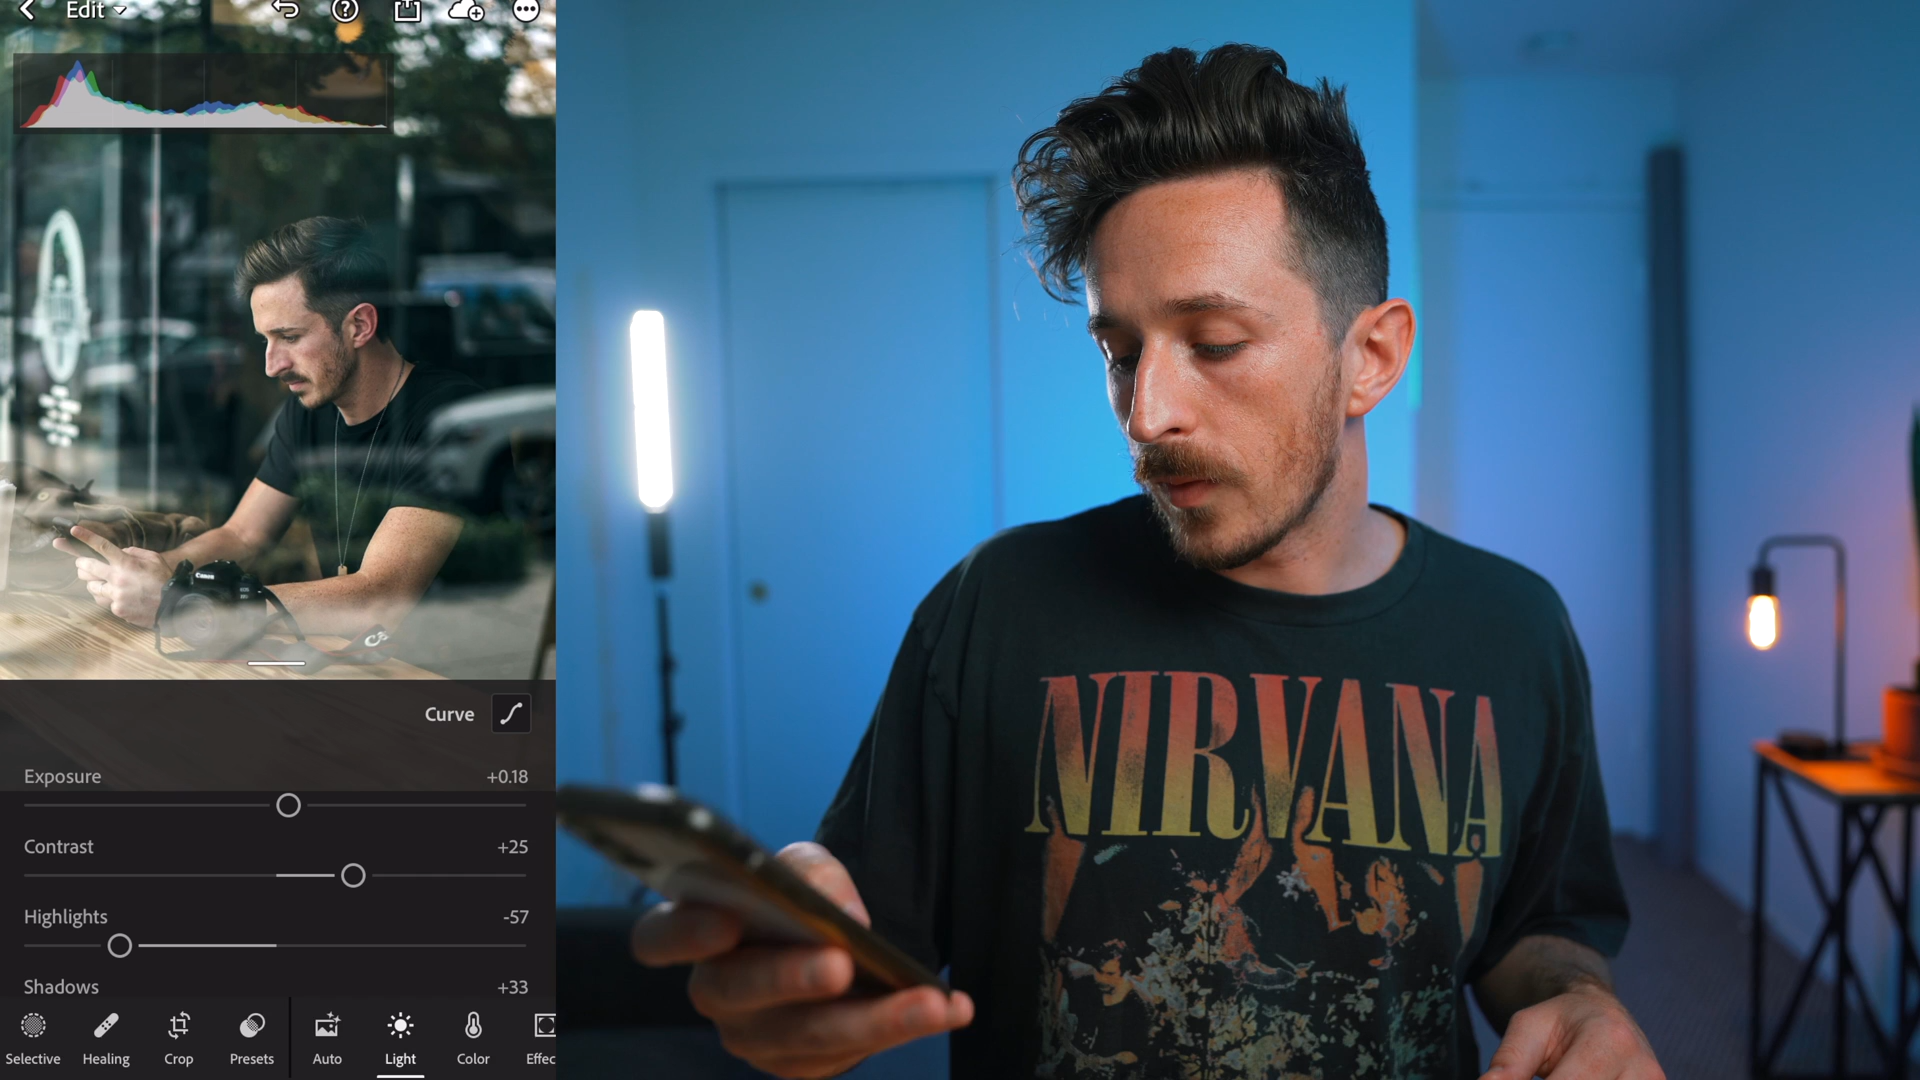 Edit
Canon
Curve
Exposure +0.18
Contrast +25
Highlights -57
Shadows +33
Selective
Healing
Crop
Presets
Auto
Light
Color
Effec
NIRVANA